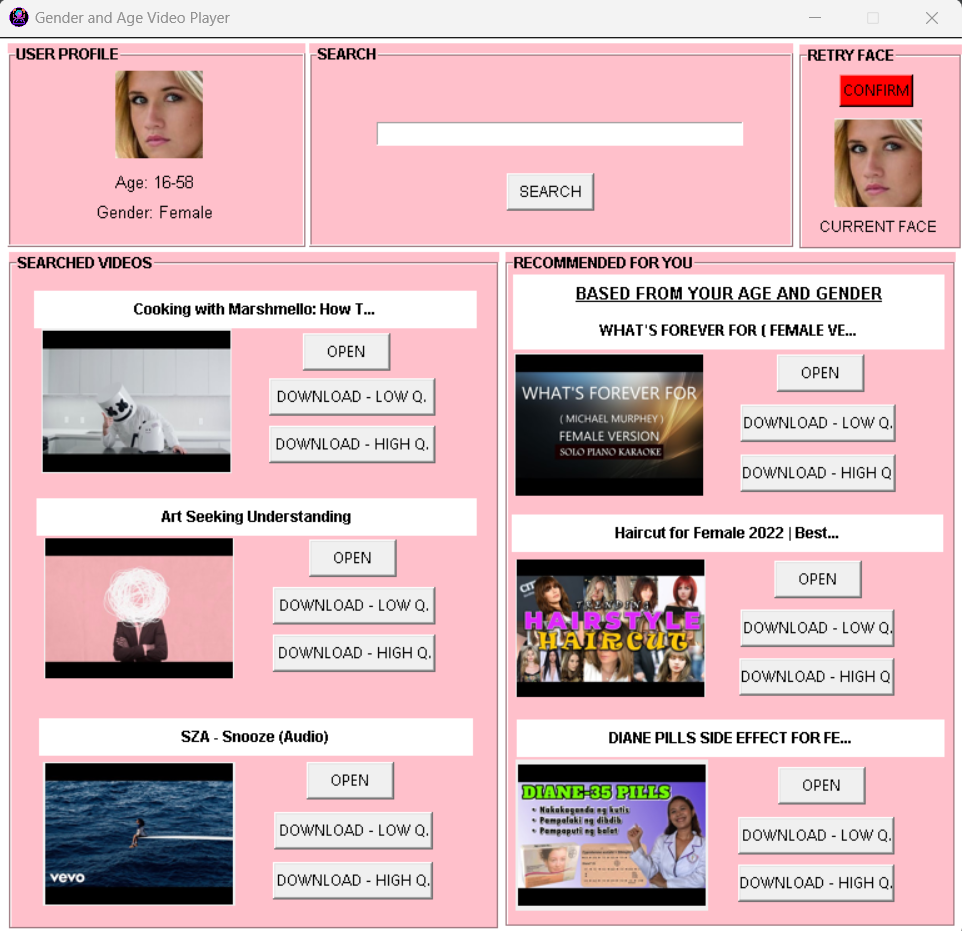 Gender and Age Video Player
USER PROFILE
Age: 16-58
Gender: Female
SEARCH
SEARCH
RETRY FACE
CONFIRM
CURRENT FACE
SEARCHED VIDEOS
Cooking with Marshmello: How T...
OPEN
DOWNLOAD - LOW Q.
DOWNLOAD - HIGH Q.
Art Seeking Understanding
OPEN
DOWNLOAD - LOW Q.
DOWNLOAD - HIGH Q.
SZA - Snooze (Audio)
vevo
OPEN
DOWNLOAD - LOW Q.
DOWNLOAD - HIGH Q.
RECOMMENDED FOR YOU
BASED FROM YOUR AGE AND GENDER
WHAT'S FOREVER FOR ( FEMALE VE...
WHAT'S FOREVER FOR
( MICHAEL MURPHEY )
FEMALE VERSION
SOLO PIANO KARAOKE
OPEN
DOWNLOAD - LOW Q.
DOWNLOAD - HIGH Q
Haircut for Female 2022 | Best...
TRENDING
HAIRSTYLE
HAIRCUT
OPEN
DOWNLOAD - LOW Q.
DOWNLOAD - HIGH Q
DIANE PILLS SIDE EFFECT FOR FE...
DIANE-35 PILLS
• Nakakaganda ng kutis
• Pampalaki ng dibdib
• Pampaputi ng balat
OPEN
DOWNLOAD - LOW Q.
DOWNLOAD - HIGH Q.